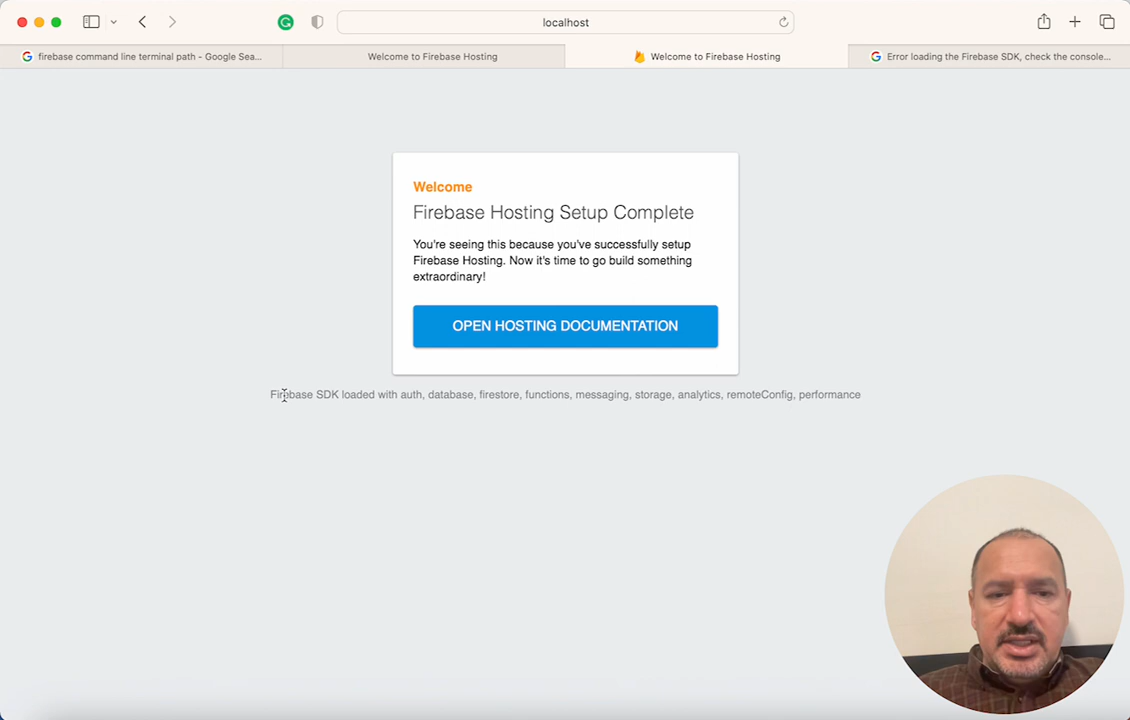 localhost
firebase command line terminal path - Google Sea...
Welcome to Firebase Hosting
Welcome to Firebase Hosting
Error loading the Firebase SDK, check the console...
Welcome
Firebase Hosting Setup Complete
You're seeing this because you've successfully setup
Firebase Hosting. Now it's time to go build something
extraordinary!
OPEN HOSTING DOCUMENTATION
Firebase SDK loaded with auth, database, firestore, functions, messaging, storage, analytics, remoteConfig, performance